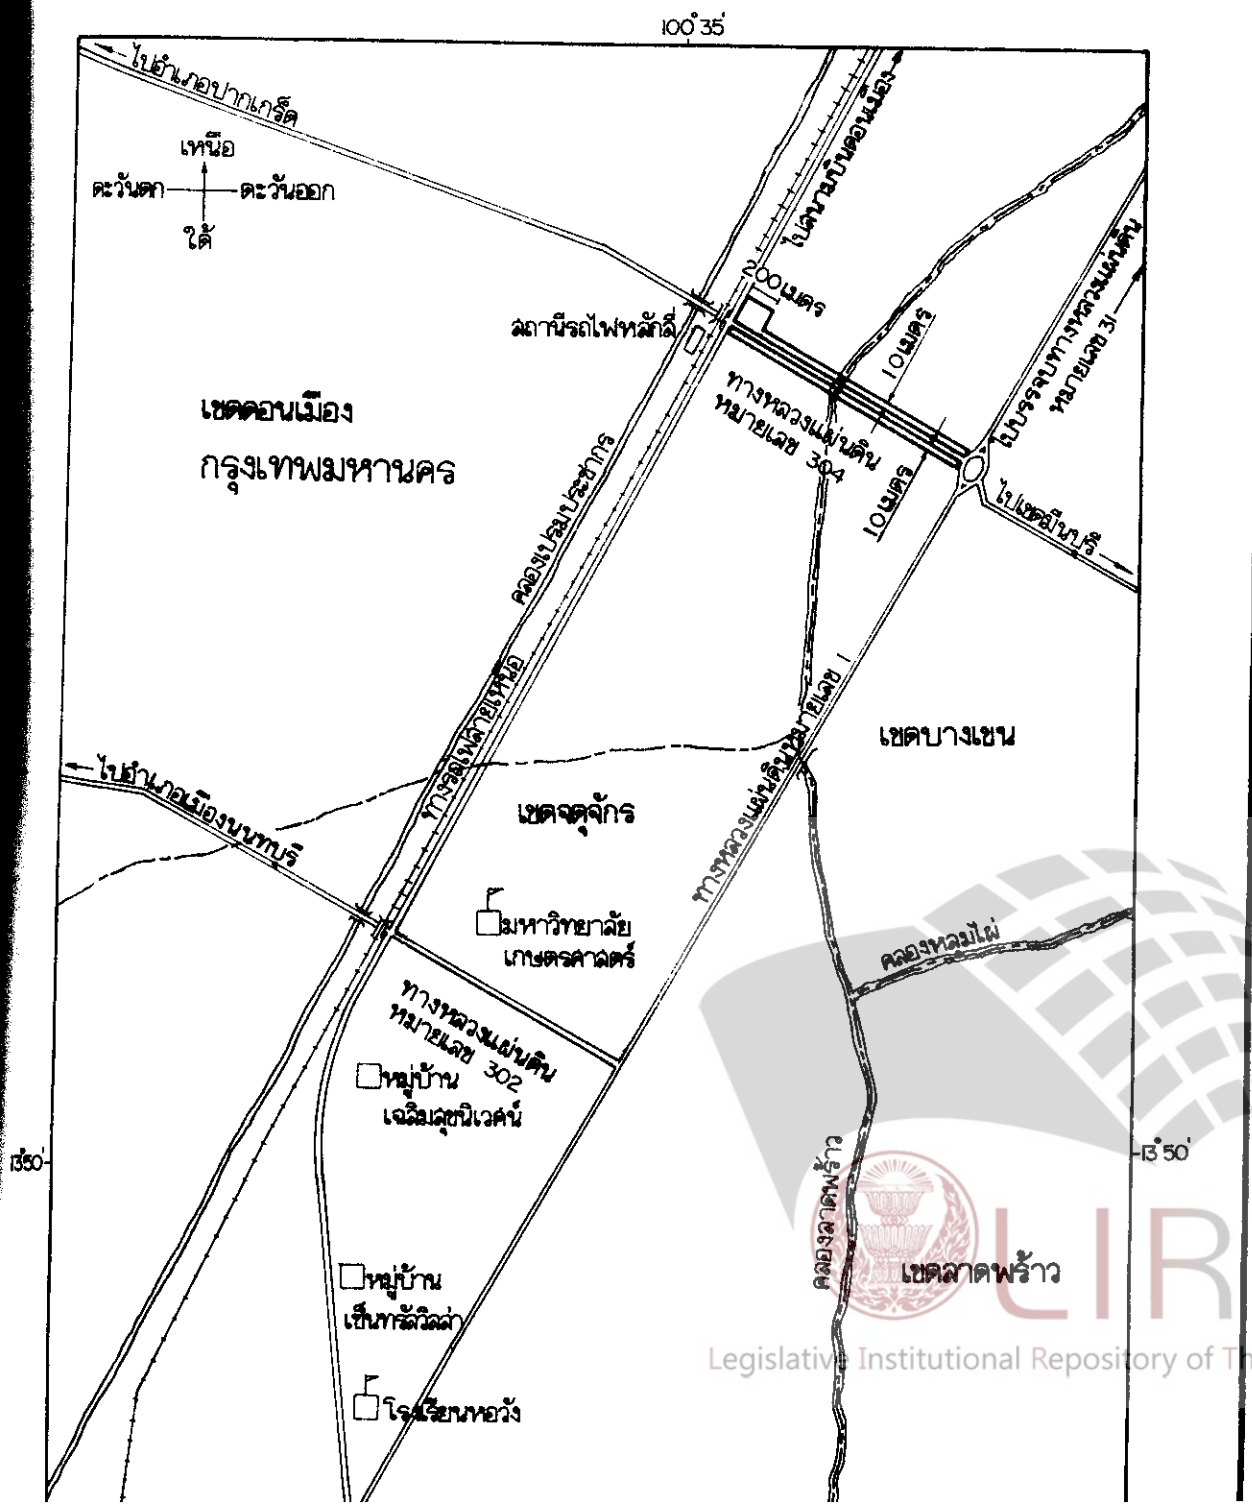 100°35'
ไปอำเภอปากเกร็ด
ไปสนามบินดอนเมือง
เหนือ
ตะวันตก
ตะวันออก
ใต้
200 เมตร
สถานีรถไฟหลักสี่
10 เมตร
ไปบรรจบทางหลวงแผ่นดิน
หมายเลข 31
ทางหลวงแผ่นดิน
หมายเลข 304
เขตดอนเมือง
กรุงเทพมหานคร
10 เมตร
ไปเขตมีนบุรี
คลองเปรมประชากร
ทางรถไฟสายเหนือ
ทางหลวงแผ่นดินหมายเลข 1
เขตบางเขน
ไปอำเภอเมืองนนทบุรี
เขตจตุจักร
มหาวิทยาลัย
เกษตรศาสตร์
คลองหลุมไผ่
ทางหลวงแผ่นดิน
หมายเลข 302
หมู่บ้าน
เฉลิมสุขนิเวศน์
13°50'
13°50'
คลองลาดพร้าว
LIR
เขตลาดพร้าว
หมู่บ้าน
เซ็นทรัลวิลล่า
Legislative Institutional Repository of Th
โรงเรียนหอวัง